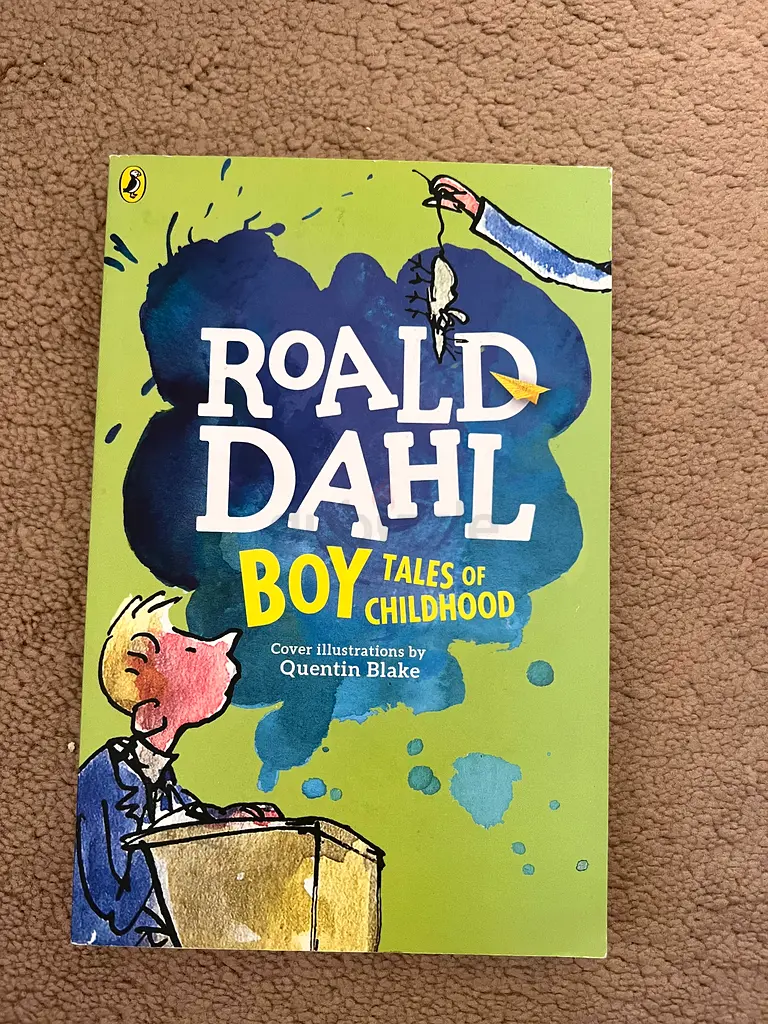 ROALD
DAHL
BOY TALES OF
CHILDHOOD
Cover illustrations by
Quentin Blake